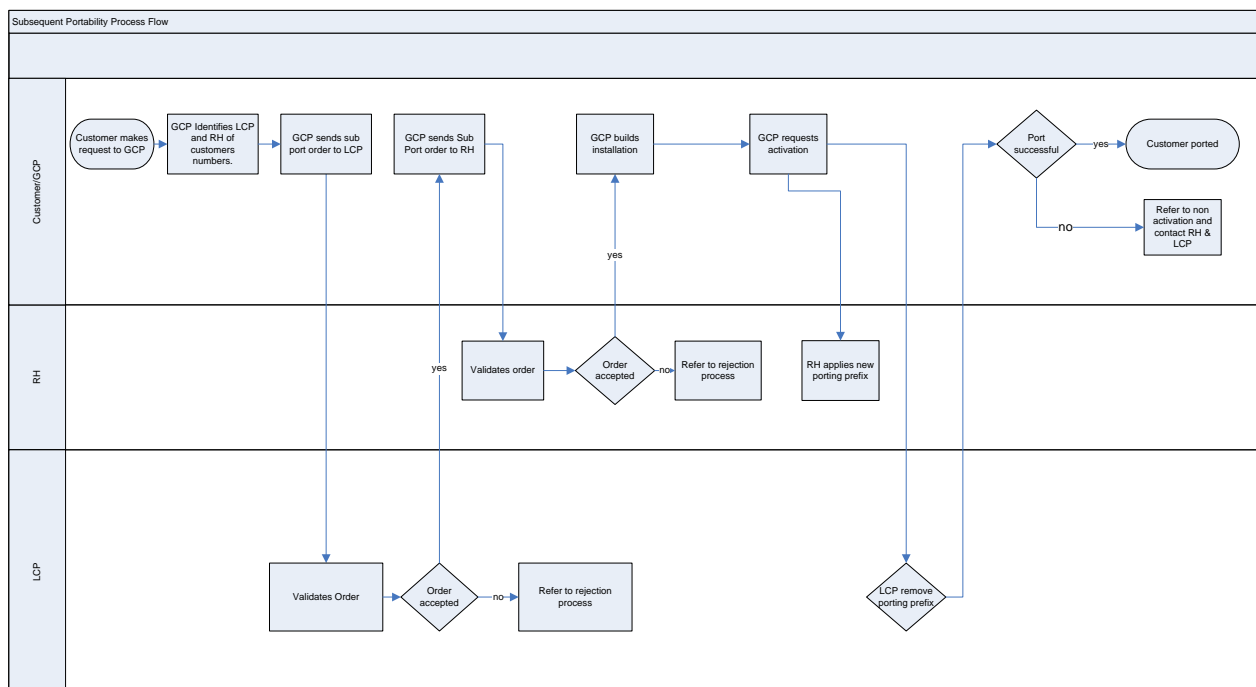 Subsequent Portability Process Flow
Customer/GCP
Customer makes
request to GCP
GCP Identifies LCP
and RH of
customers
numbers.
GCP sends sub
port order to LCP
GCP sends Sub
Port order to RH
GCP builds
installation
GCP requests
activation
Port
successful
yes
Customer ported
no
Refer to non
activation and
contact RH &
LCP
yes
RH
yes
Validates order
Order
accepted
no
Refer to rejection
process
RH applies new
porting prefix
LCP
Validates Order
Order
accepted
no
Refer to rejection
process
LCP remove
porting prefix